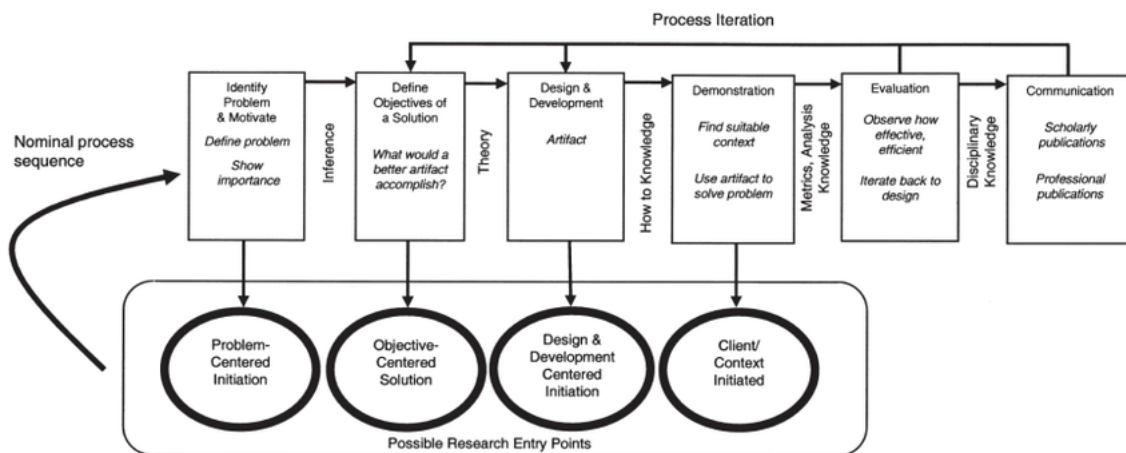 Process Iteration
Nominal process
sequence
Identify
Problem
& Motivate
Define problem
Show
importance
Inference
Define
Objectives of
a Solution
What would a
better artifact
accomplish?
Theory
Design &
Development
Artifact
How to Knowledge
Demonstration
Find suitable
context
Use artifact to
solve problem
Metrics, Analysis
Knowledge
Evaluation
Observe how
effective,
efficient
Iterate back to
design
Disciplinary
Knowledge
Communication
Scholarly
publications
Professional
publications
Problem-
Centered
Initiation
Objective-
Centered
Solution
Design &
Development
Centered
Initiation
Client/
Context
Initiated
Possible Research Entry Points